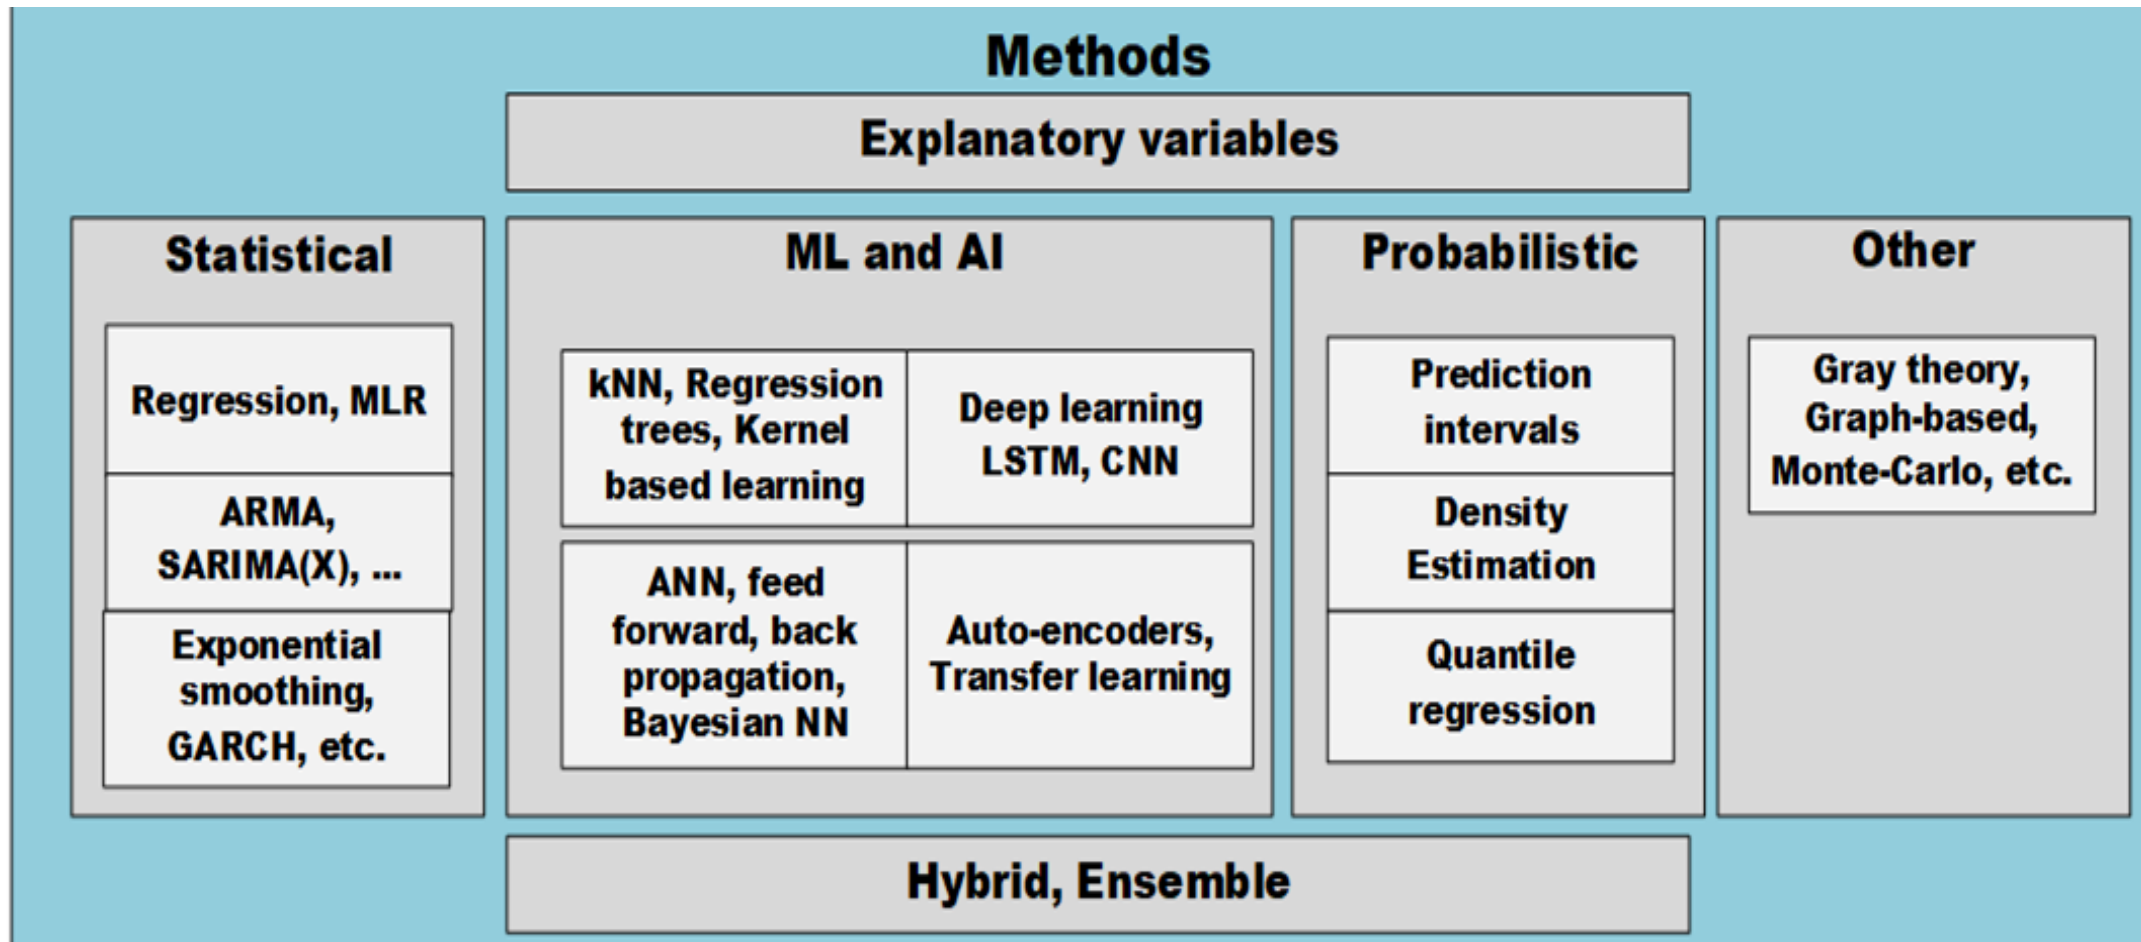 Methods
Explanatory variables
Statistical
Regression, MLR
ARMA,
SARIMA(X), ...
Exponential
smoothing,
GARCH, etc.
ML and AI
kNN, Regression
trees, Kernel
based learning
Deep learning
LSTM, CNN
ANN, feed
forward, back
propagation,
Bayesian NN
Auto-encoders,
Transfer learning
Probabilistic
Prediction
intervals
Density
Estimation
Quantile
regression
Other
Gray theory,
Graph-based,
Monte-Carlo, etc.
Hybrid, Ensemble